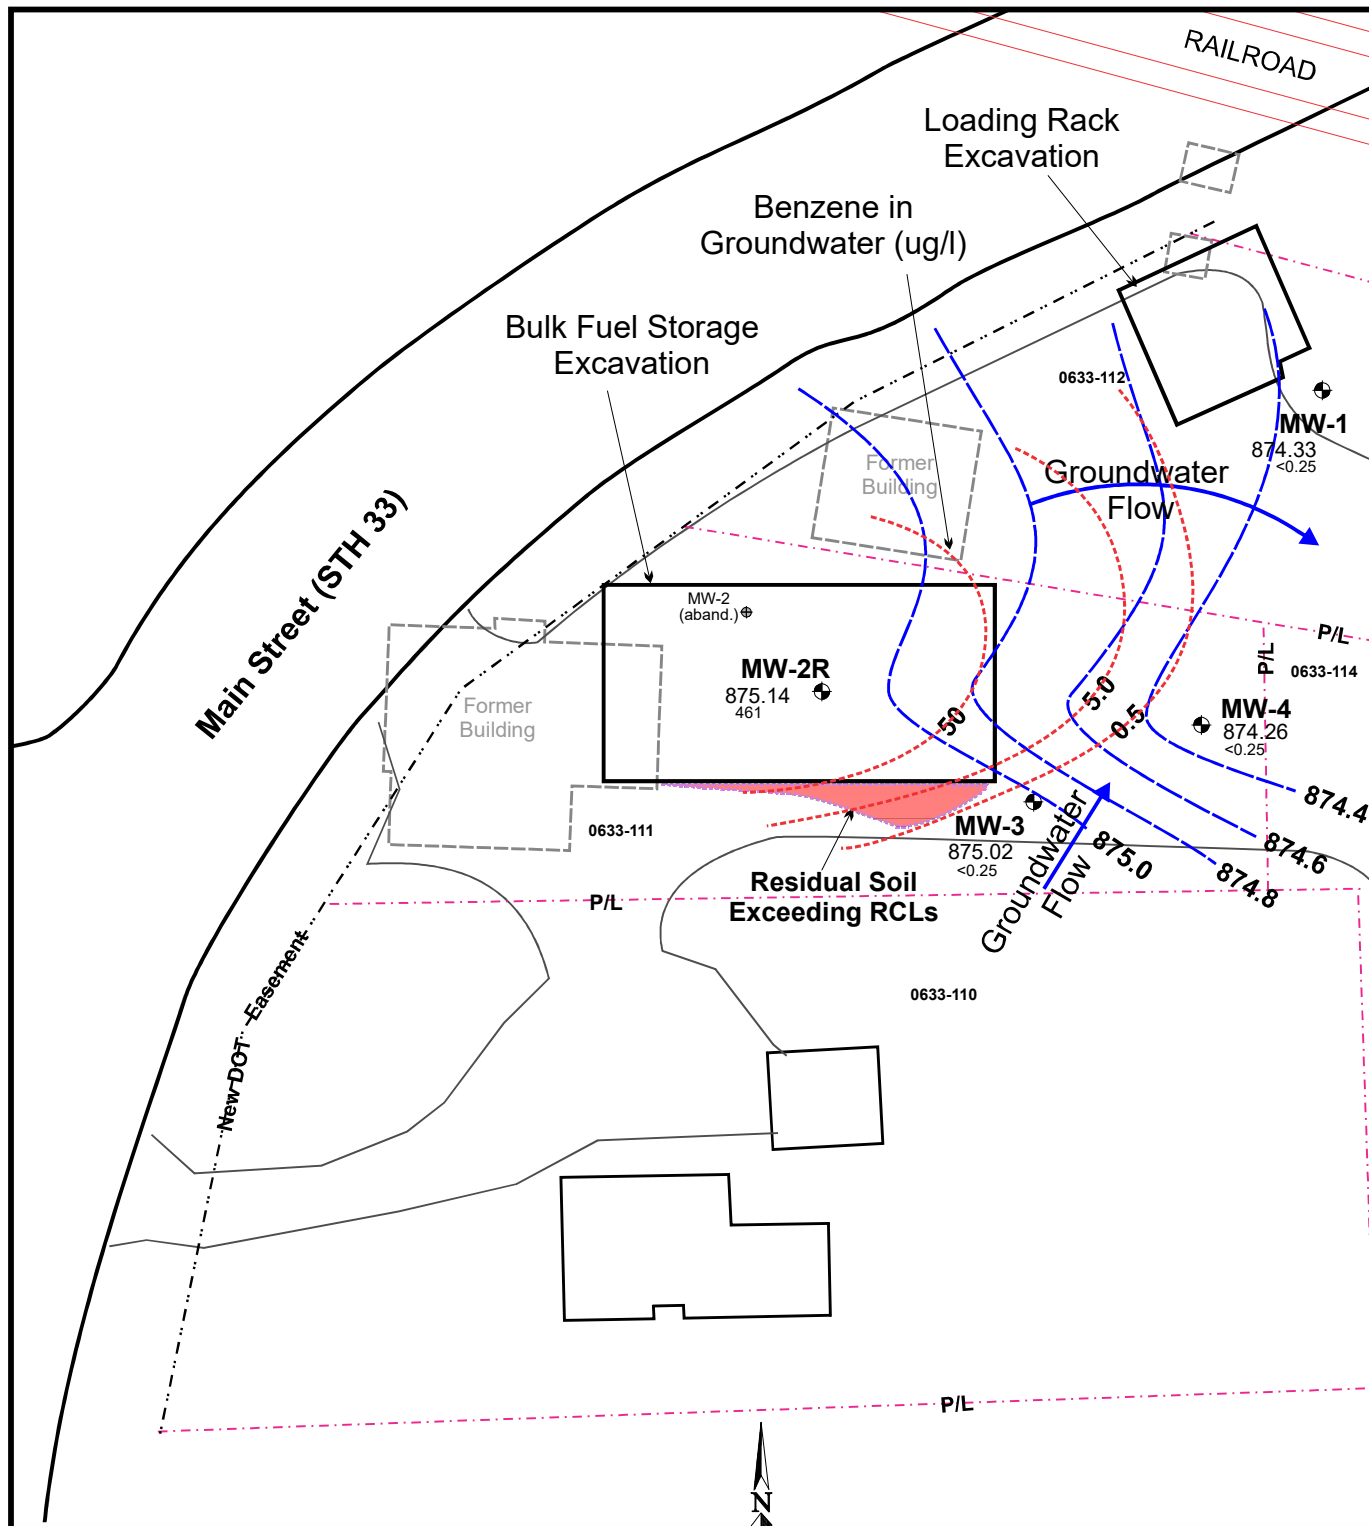 RAILROAD
Loading Rack
Excavation
Benzene in
Groundwater (ug/l)
Bulk Fuel Storage
Excavation
0633-112
MW-1
874.33
<0.25
Former
Building
Groundwater
Flow
Main Street (STH 33)
MW-2
(aband.)
P/L
P/L
0633-114
MW-2R
875.14
461
Former
Building
50
5.0
0.5
MW-4
874.26
<0.25
874.4
0633-111
MW-3
875.02
<0.25
Groundwater
Flow
875.0
874.6
874.8
Residual Soil
Exceeding RCLs
P/L
New DOT Easement
0633-110
P/L
N